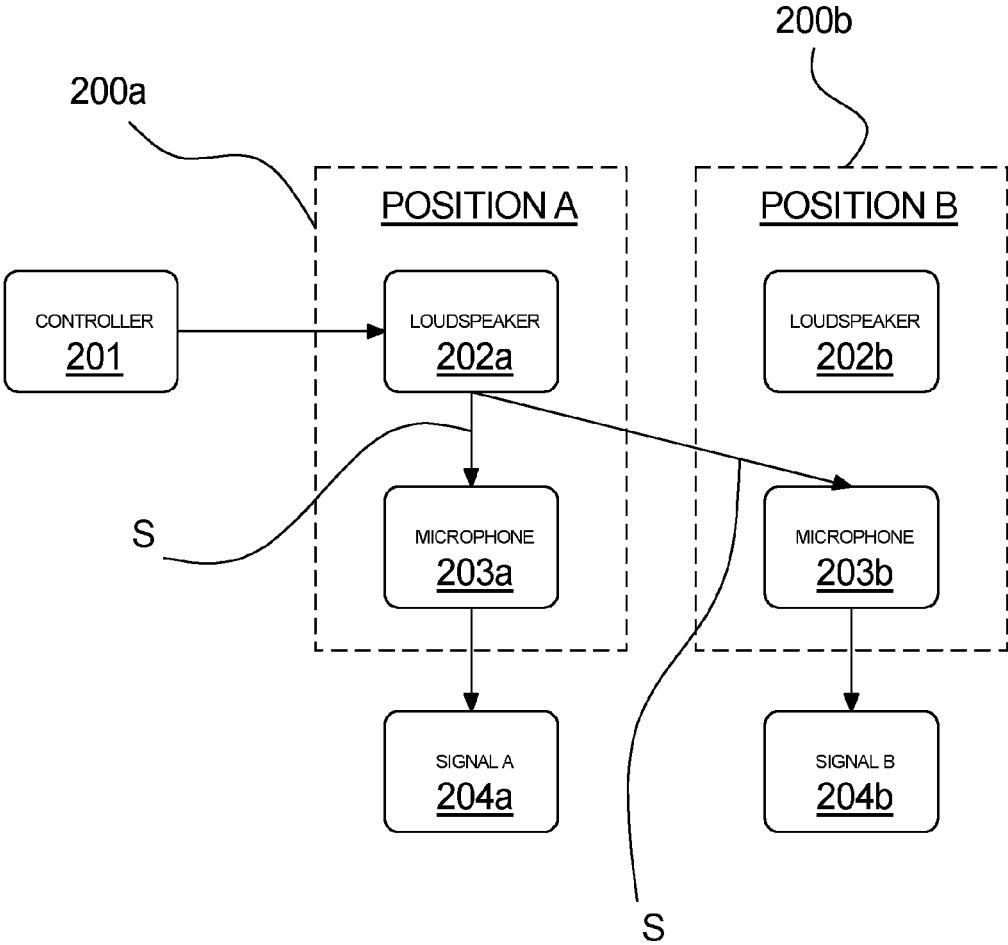 200b
200a
POSITION A
POSITION B
CONTROLLER
201
LOUDSPEAKER
202a
LOUDSPEAKER
202b
S
MICROPHONE
203a
MICROPHONE
203b
SIGNAL A
204a
SIGNAL B
204b
S